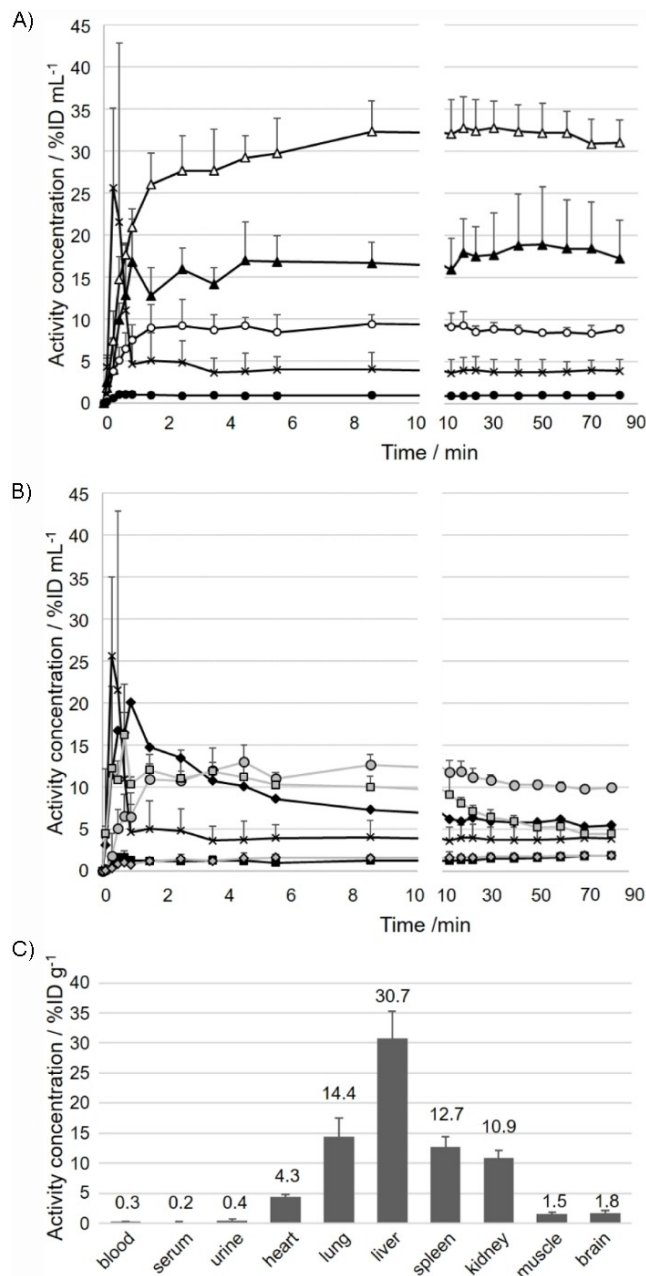 A)
Activity concentration / %ID mL-1
45
40
35
30
25
20
15
10
5
0
0 2 4 6 8 10 10 30 50 70 90
Time / min
B)
Activity concentration / %ID mL-1
45
40
35
30
25
20
15
10
5
0
0 2 4 6 8 10 10 20 30 40 50 60 70 80 90
Time /min
C)
Activity concentration / %ID g-1
40
35
30
25
20
15
10
5
0
0.3 0.2 0.4 4.3 14.4 30.7 12.7 10.9 1.5 1.8
blood serum urine heart lung liver spleen kidney muscle brain